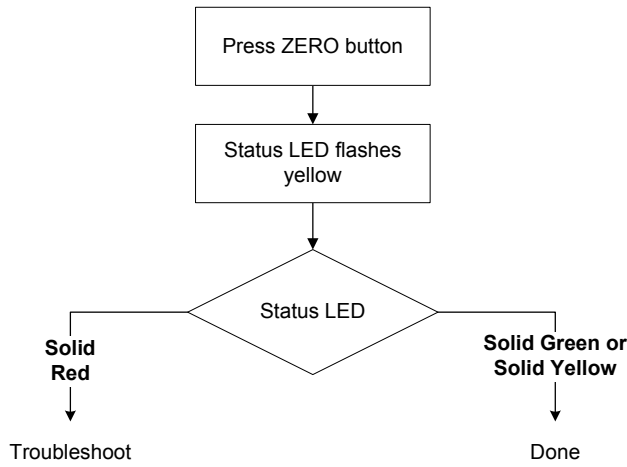 Press ZERO button
Status LED flashes
yellow
Status LED
Solid
Red
Solid Green or
Solid Yellow
Troubleshoot
Done